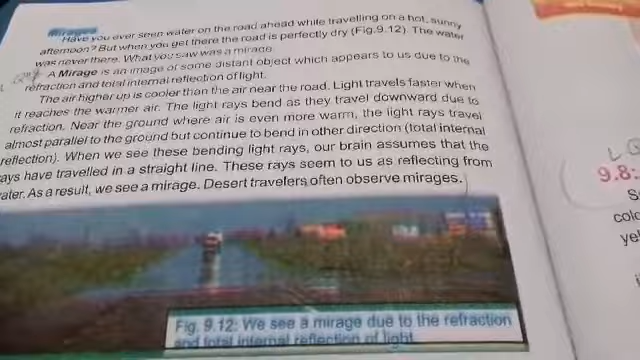 Mirages
Have you ever seen water on the road ahead while travelling on a hot, sunny
afternoon? But when you get there the road is perfectly dry (Fig.9.12). The water
was never there. What you saw was a mirage.
A Mirage is an image of some distant object which appears to us due to the
refraction and total internal reflection of light.
The air higher up is cooler than the air near the road. Light travels faster when
it reaches the warmer air. The light rays bend as they travel downward due to
refraction. Near the ground where air is even more warm, the light rays travel
almost parallel to the ground but continue to bend in other direction (total internal
reflection). When we see these bending light rays, our brain assumes that the
ays have travelled in a straight line. These rays seem to us as reflecting from
ater. As a result, we see a mirage. Desert travelers often observe mirages.
Fig. 9.12: We see a mirage due to the refraction
and total internal reflection of light
9.8:
S
colo
yel